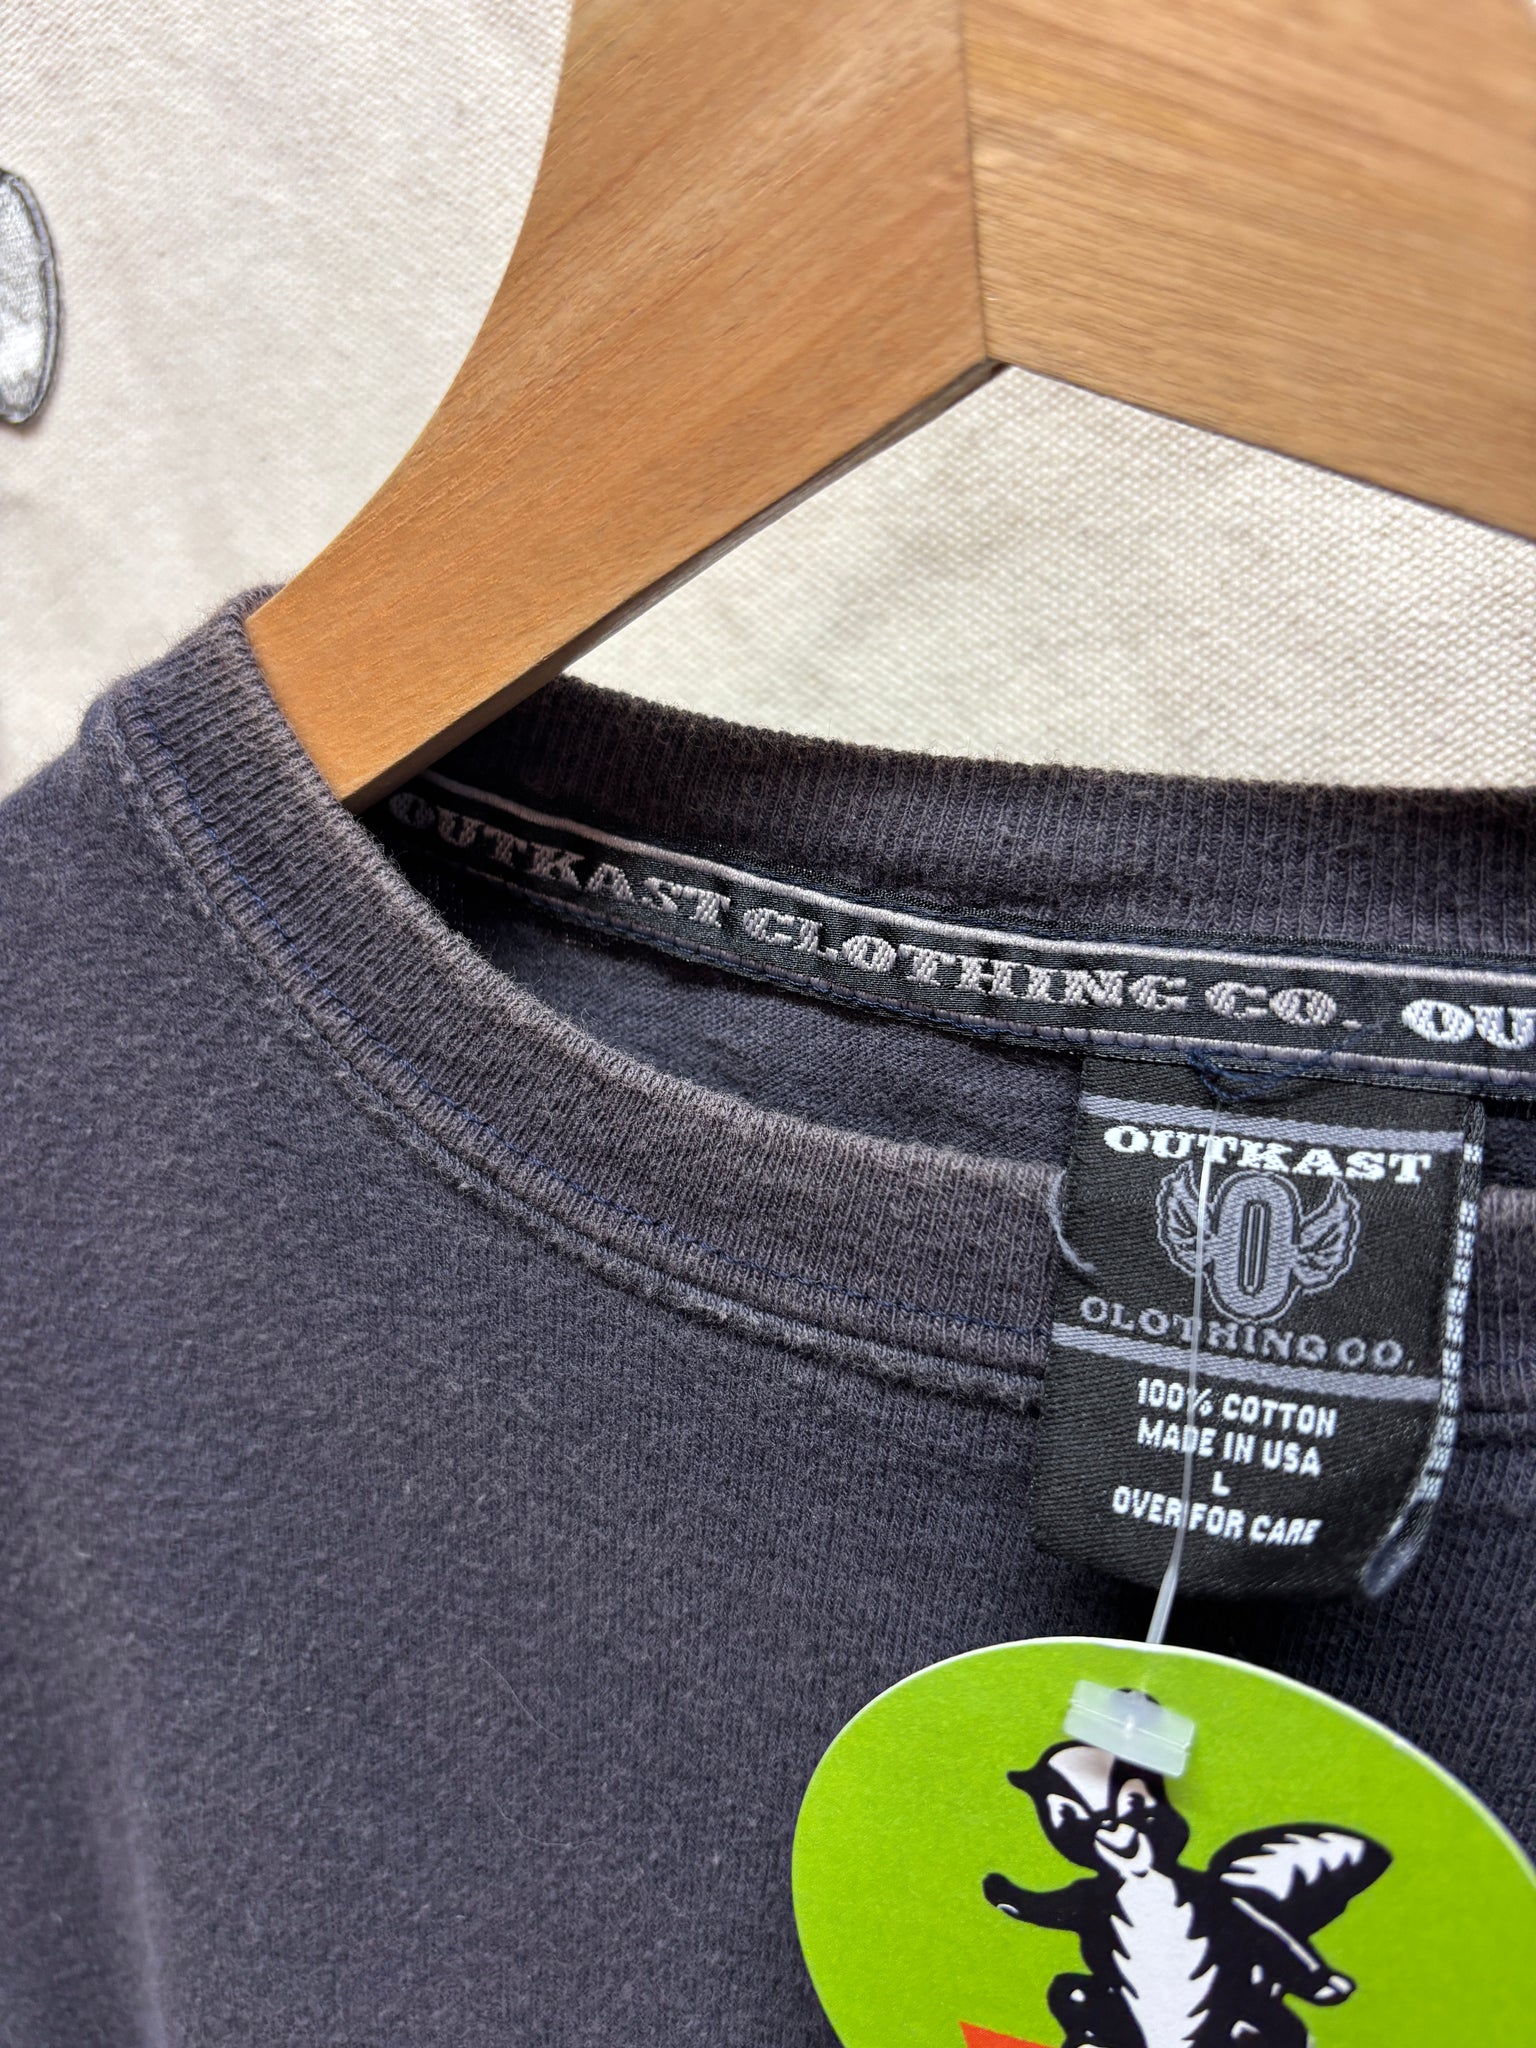 OUTKAST CLOTHING CO. OU
OUTKAST
O
CLOTHING CO.
100% COTTON
MADE IN USA
L
OVER FOR CARE